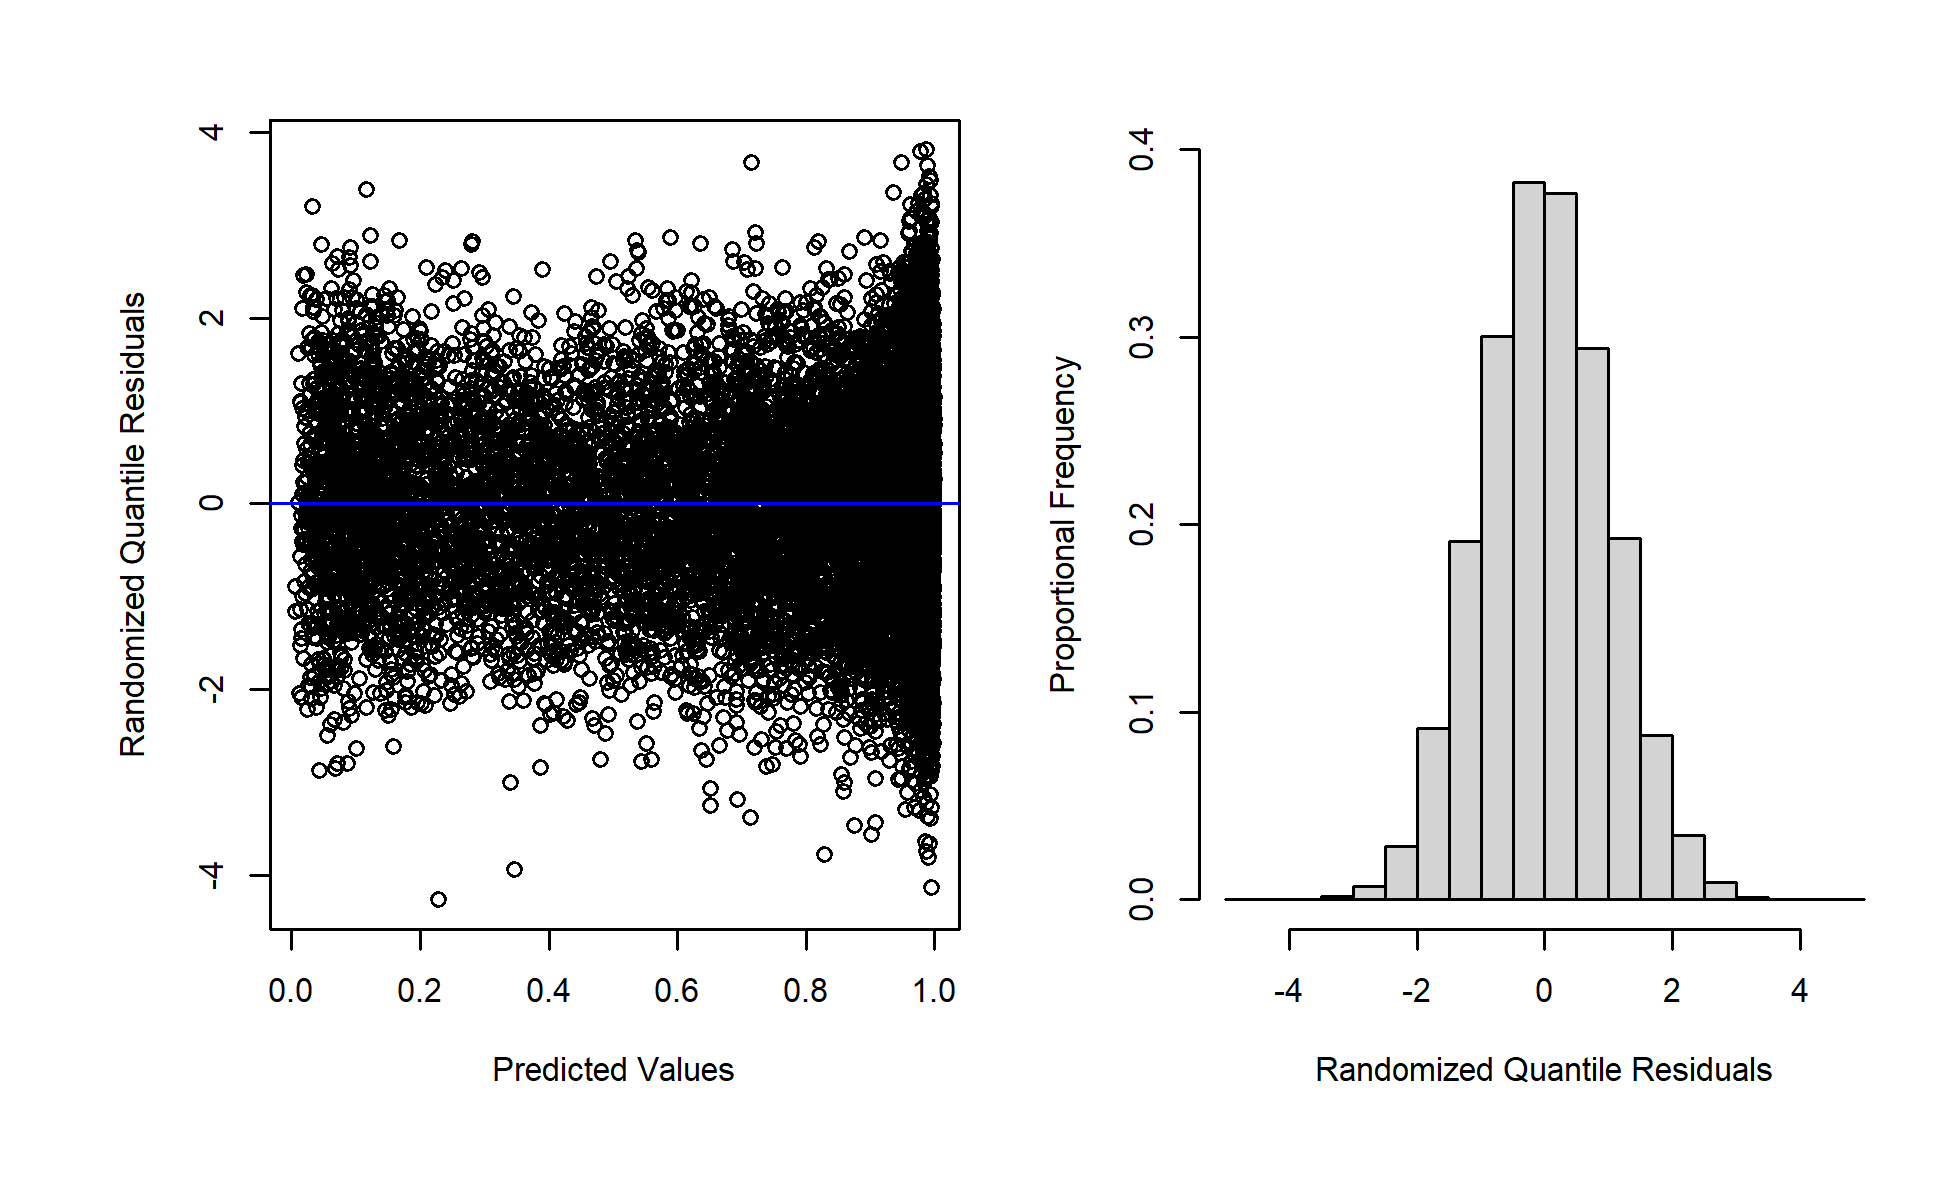 Randomized Quantile Residuals
4
2
0
-2
-4
0.0 0.2 0.4 0.6 0.8 1.0
Predicted Values
Proportional Frequency
0.4
0.3
0.2
0.1
0.0
-4 -2 0 2 4
Randomized Quantile Residuals